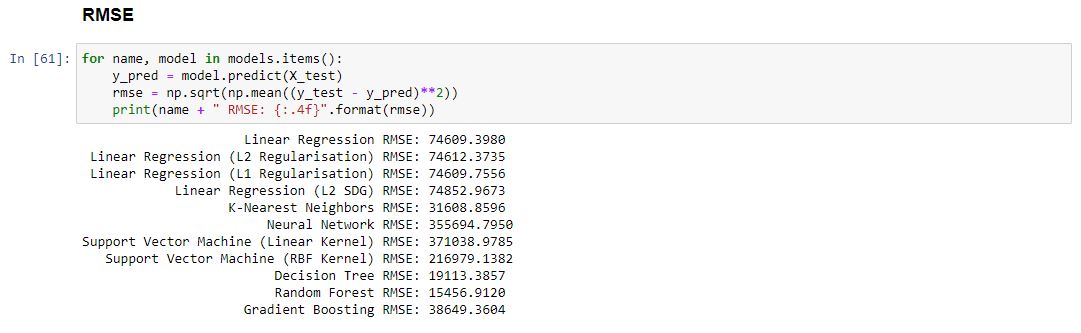 RMSE
In [61]: for name, model in models.items():
    y_pred = model.predict(X_test)
    rmse = np.sqrt(np.mean((y_test - y_pred)**2))
    print(name + " RMSE: {:.4f}".format(rmse))
Linear Regression RMSE: 74609.3980
Linear Regression (L2 Regularisation) RMSE: 74612.3735
Linear Regression (L1 Regularisation) RMSE: 74609.7556
Linear Regression (L2 SDG) RMSE: 74852.9673
K-Nearest Neighbors RMSE: 31608.8596
Neural Network RMSE: 355694.7950
Support Vector Machine (Linear Kernel) RMSE: 371038.9785
Support Vector Machine (RBF Kernel) RMSE: 216979.1382
Decision Tree RMSE: 19113.3857
Random Forest RMSE: 15456.9120
Gradient Boosting RMSE: 38649.3604